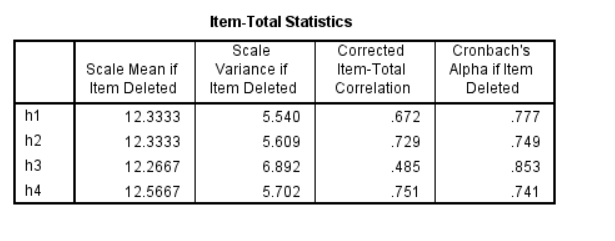 Item-Total Statistics
Scale Mean if Item Deleted Scale Variance if Item Deleted Corrected Item-Total Correlation Cronbach's Alpha if Item Deleted
h1 12.3333 5.540 .672 .777
h2 12.3333 5.609 .729 .749
h3 12.2667 6.892 .485 .853
h4 12.5667 5.702 .751 .741